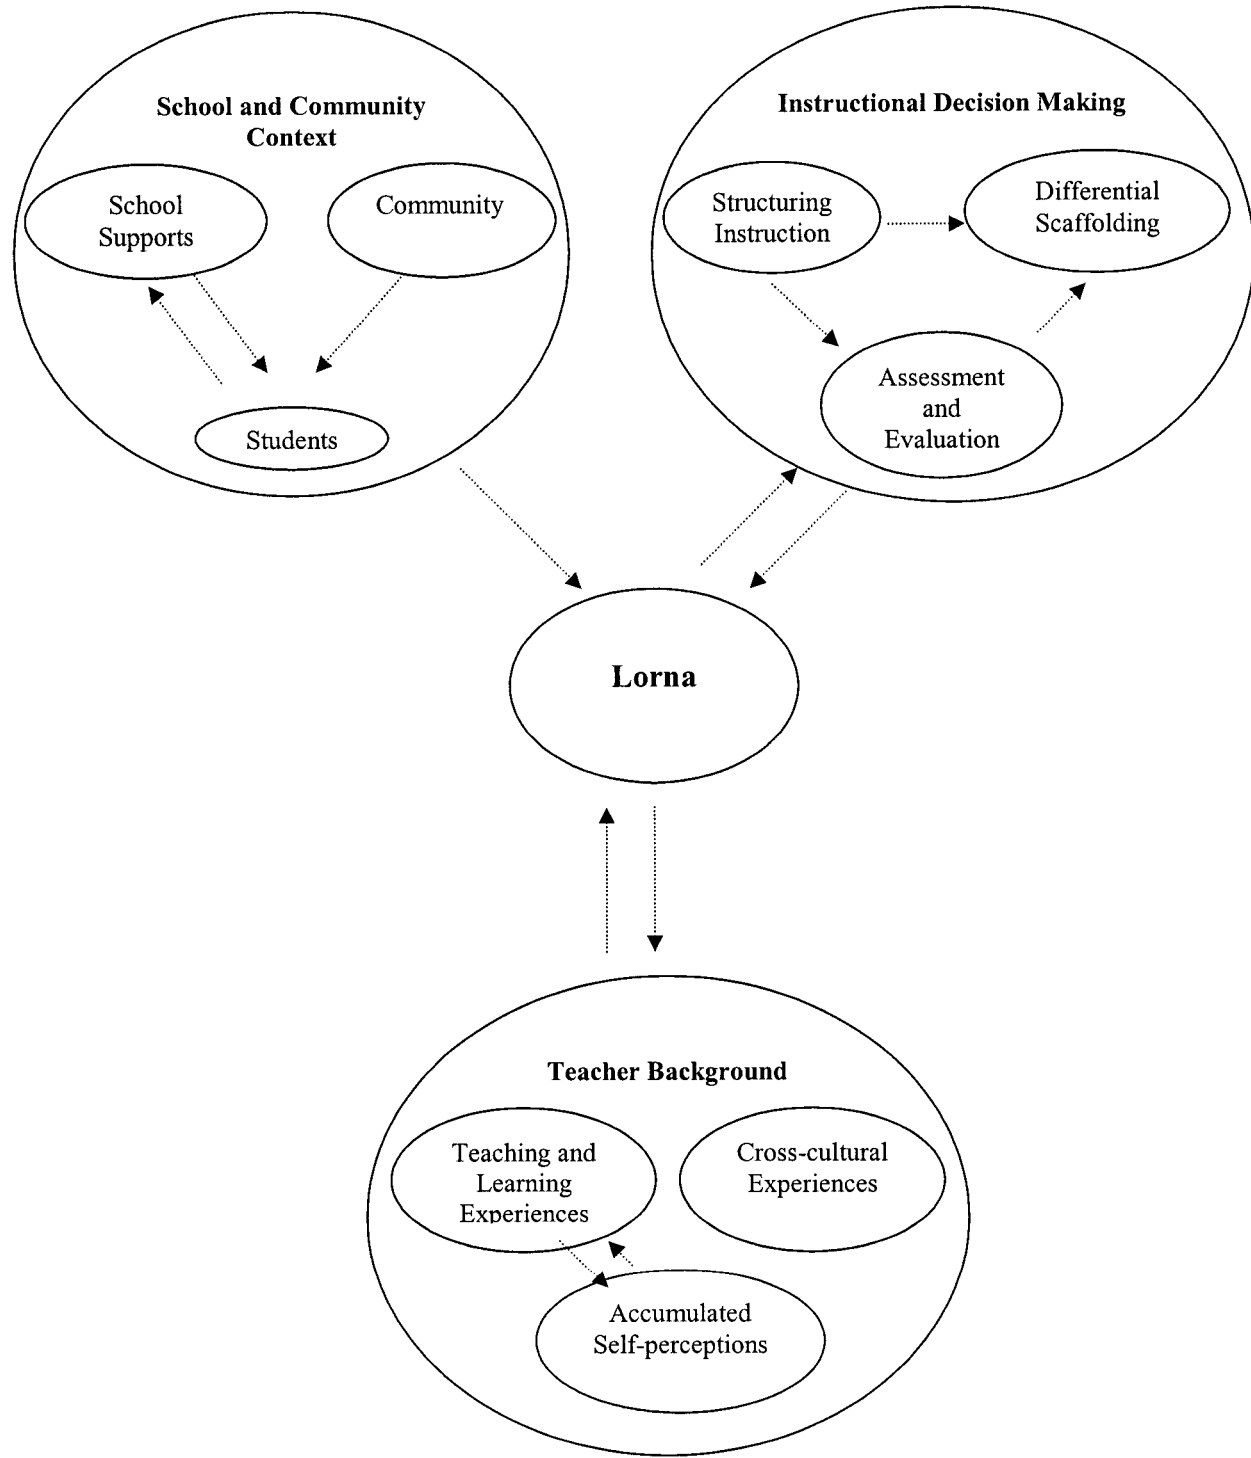 School and Community
Context
School
Supports
Community
Students
Instructional Decision Making
Structuring
Instruction
Differential
Scaffolding
Assessment
and
Evaluation
Lorna
Teacher Background
Teaching and
Learning
Experiences
Cross-cultural
Experiences
Accumulated
Self-perceptions